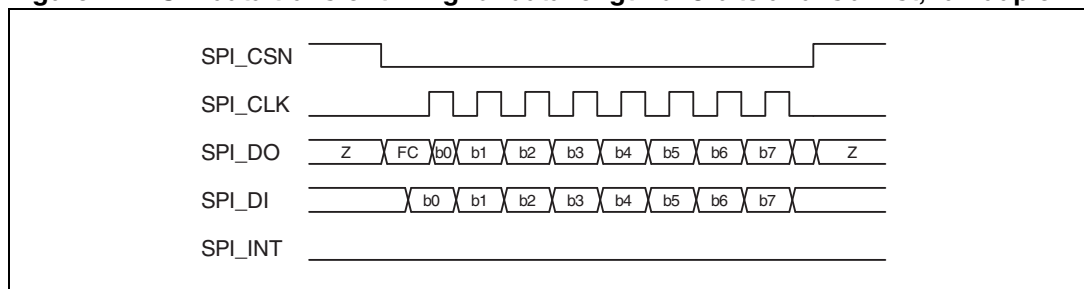 SPI_CSN
SPI_CLK
SPI_DO Z FC b0 b1 b2 b3 b4 b5 b6 b7 Z
SPI_DI b0 b1 b2 b3 b4 b5 b6 b7
SPI_INT